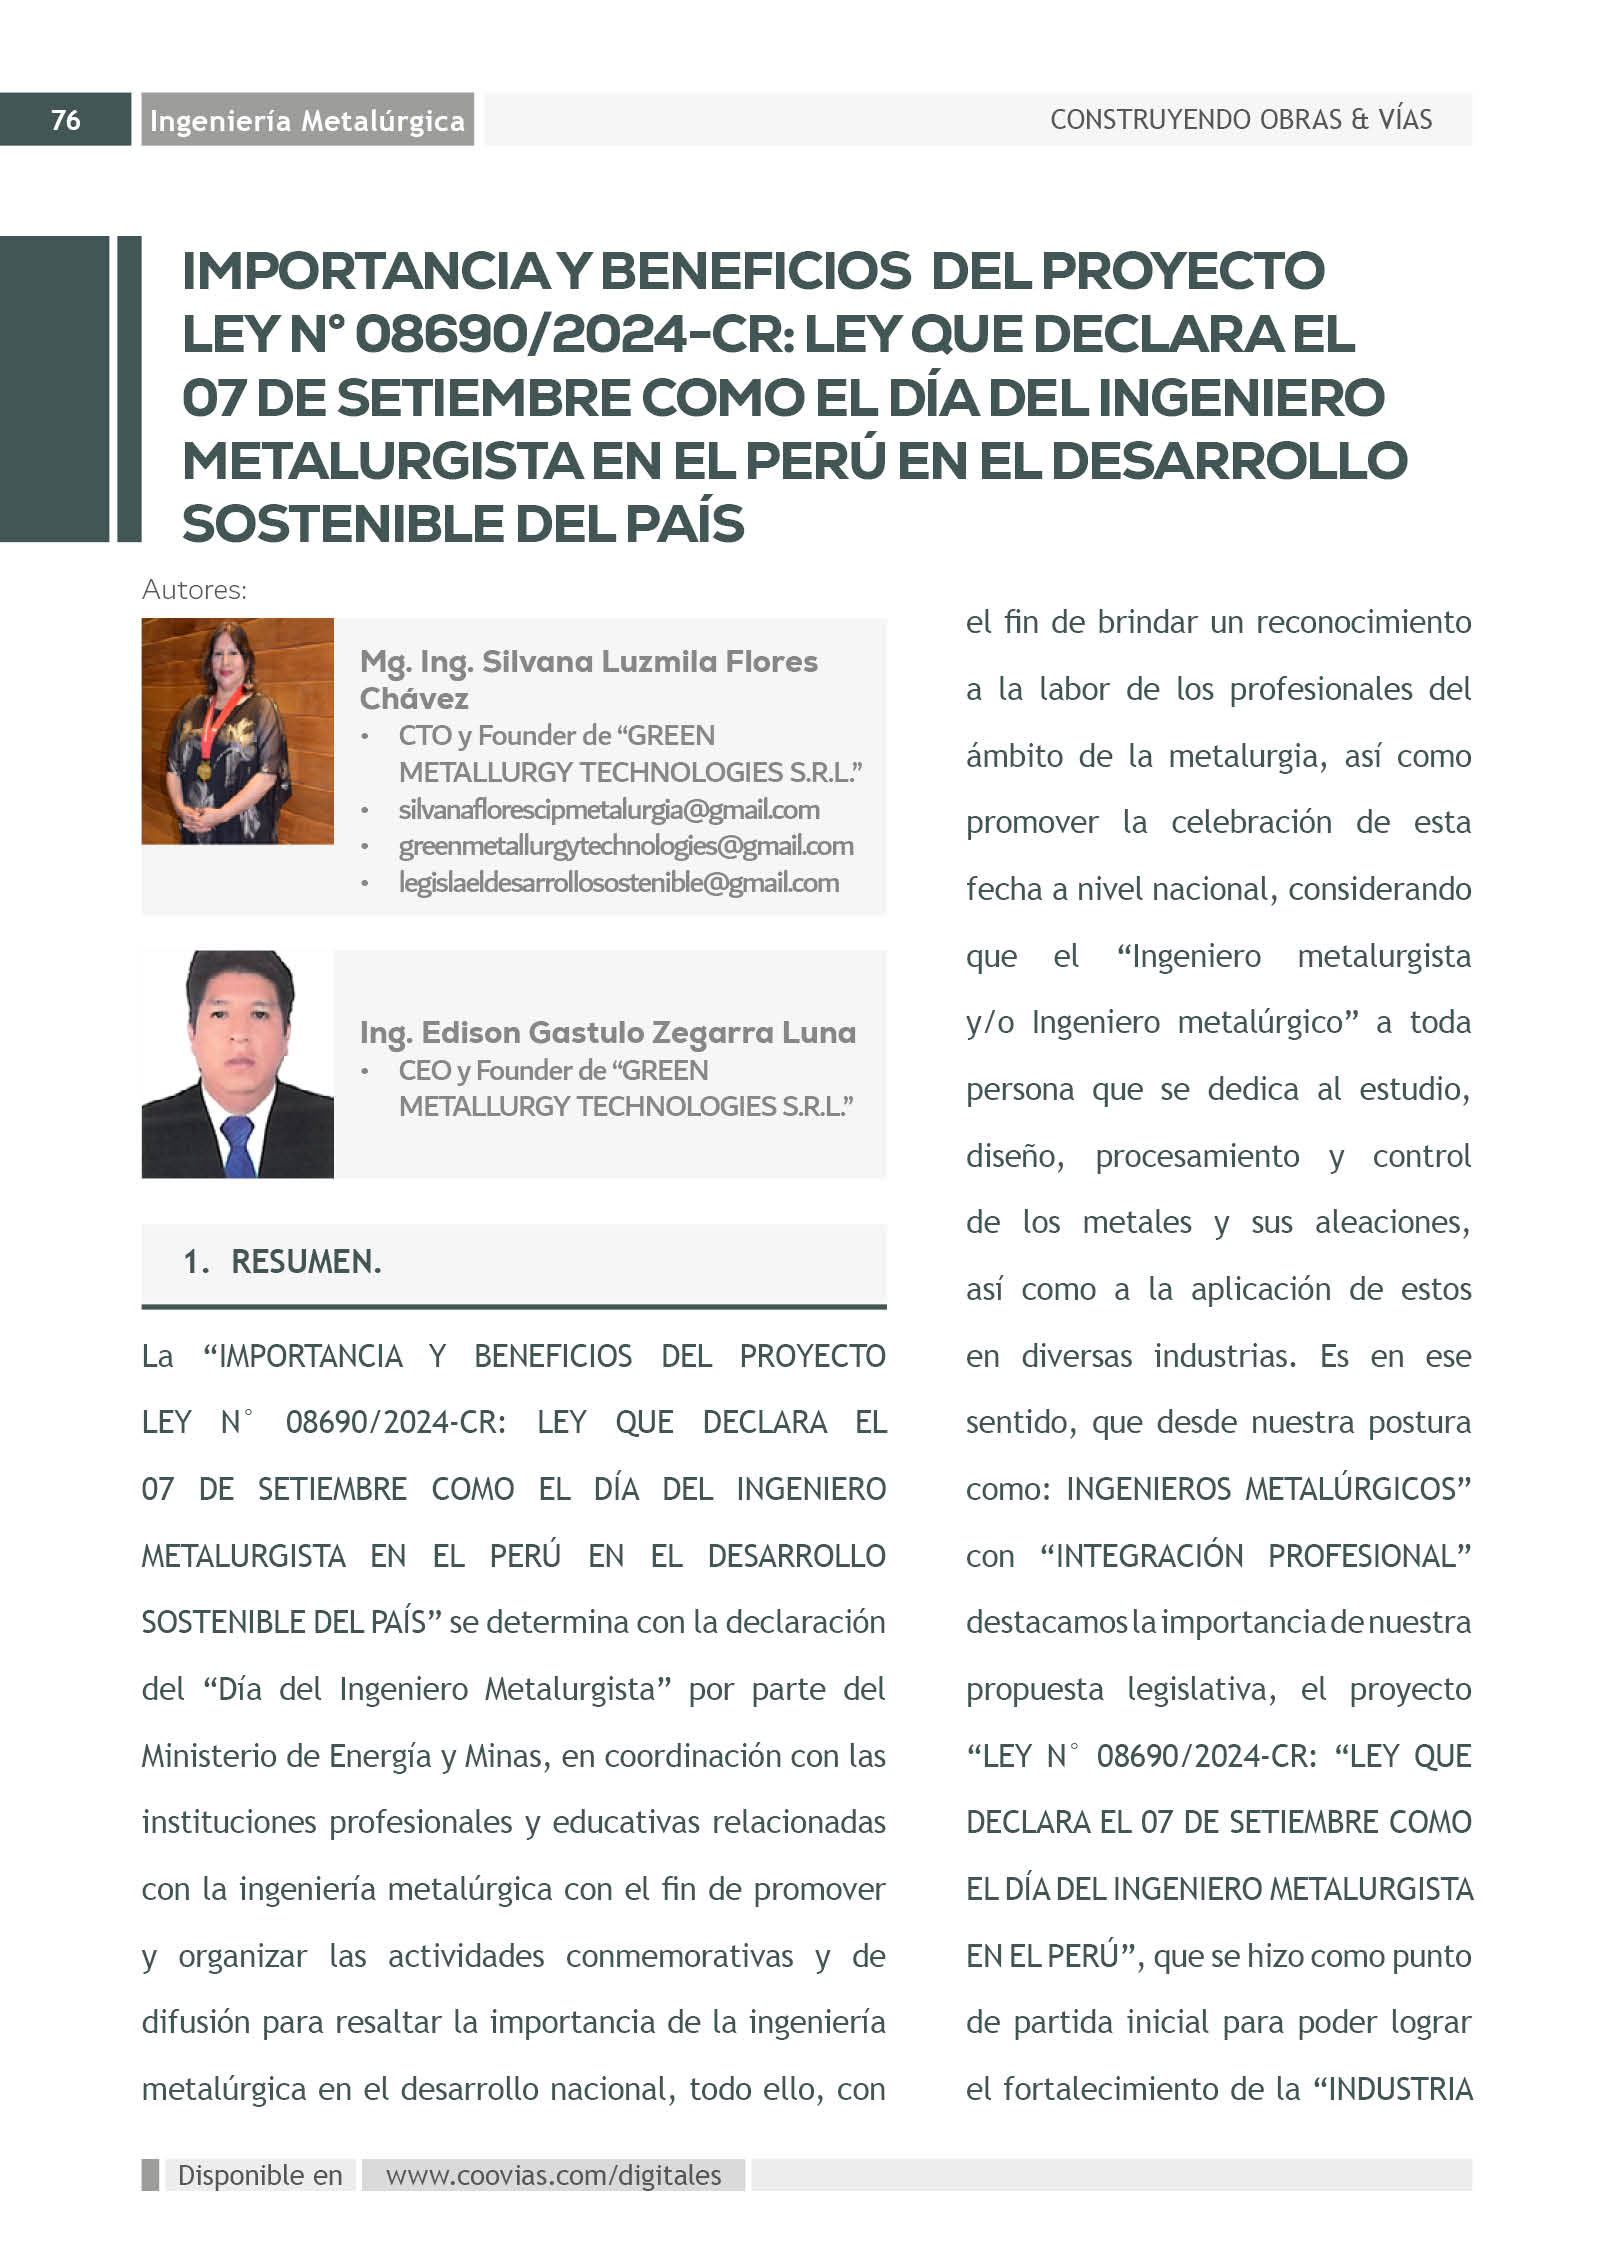 76
Ingeniería Metalúrgica
CONSTRUYENDO OBRAS & VÍAS
IMPORTANCIA Y BENEFICIOS DEL PROYECTO
LEY N° 08690/2024-CR: LEY QUE DECLARA EL
07 DE SETIEMBRE COMO EL DÍA DEL INGENIERO
METALURGISTA EN EL PERÚ EN EL DESARROLLO
SOSTENIBLE DEL PAÍS
Autores:
Mg. Ing. Silvana Luzmila Flores
Chávez
• CTO y Founder de “GREEN
METALLURGY TECHNOLOGIES S.R.L.”
• silvanaflorescipmetalurgia@gmail.com
• greenmetallurgytechnologies@gmail.com
• legislaeldesarrollosostenible@gmail.com
Ing. Edison Gastulo Zegarra Luna
• CEO y Founder de “GREEN
METALLURGY TECHNOLOGIES S.R.L.”
1. RESUMEN.
La “IMPORTANCIA Y BENEFICIOS DEL PROYECTO
LEY N° 08690/2024-CR: LEY QUE DECLARA EL
07 DE SETIEMBRE COMO EL DÍA DEL INGENIERO
METALURGISTA EN EL PERÚ EN EL DESARROLLO
SOSTENIBLE DEL PAÍS” se determina con la declaración
del “Día del Ingeniero Metalurgista” por parte del
Ministerio de Energía y Minas, en coordinación con las
instituciones profesionales y educativas relacionadas
con la ingeniería metalúrgica con el fin de promover
y organizar las actividades conmemorativas y de
difusión para resaltar la importancia de la ingeniería
metalúrgica en el desarrollo nacional, todo ello, con
el fin de brindar un reconocimiento
a la labor de los profesionales del
ámbito de la metalurgia, así como
promover la celebración de esta
fecha a nivel nacional, considerando
que el “Ingeniero metalurgista
y/o Ingeniero metalúrgico” a toda
persona que se dedica al estudio,
diseño, procesamiento y control
de los metales y sus aleaciones,
así como a la aplicación de estos
en diversas industrias. Es en ese
sentido, que desde nuestra postura
como: INGENIEROS METALÚRGICOS”
con “INTEGRACIÓN PROFESIONAL”
destacamos la importancia de nuestra
propuesta legislativa, el proyecto
“LEY N° 08690/2024-CR: “LEY QUE
DECLARA EL 07 DE SETIEMBRE COMO
EL DÍA DEL INGENIERO METALURGISTA
EN EL PERÚ”, que se hizo como punto
de partida inicial para poder lograr
el fortalecimiento de la “INDUSTRIA
Disponible en
www.coovias.com/digitales